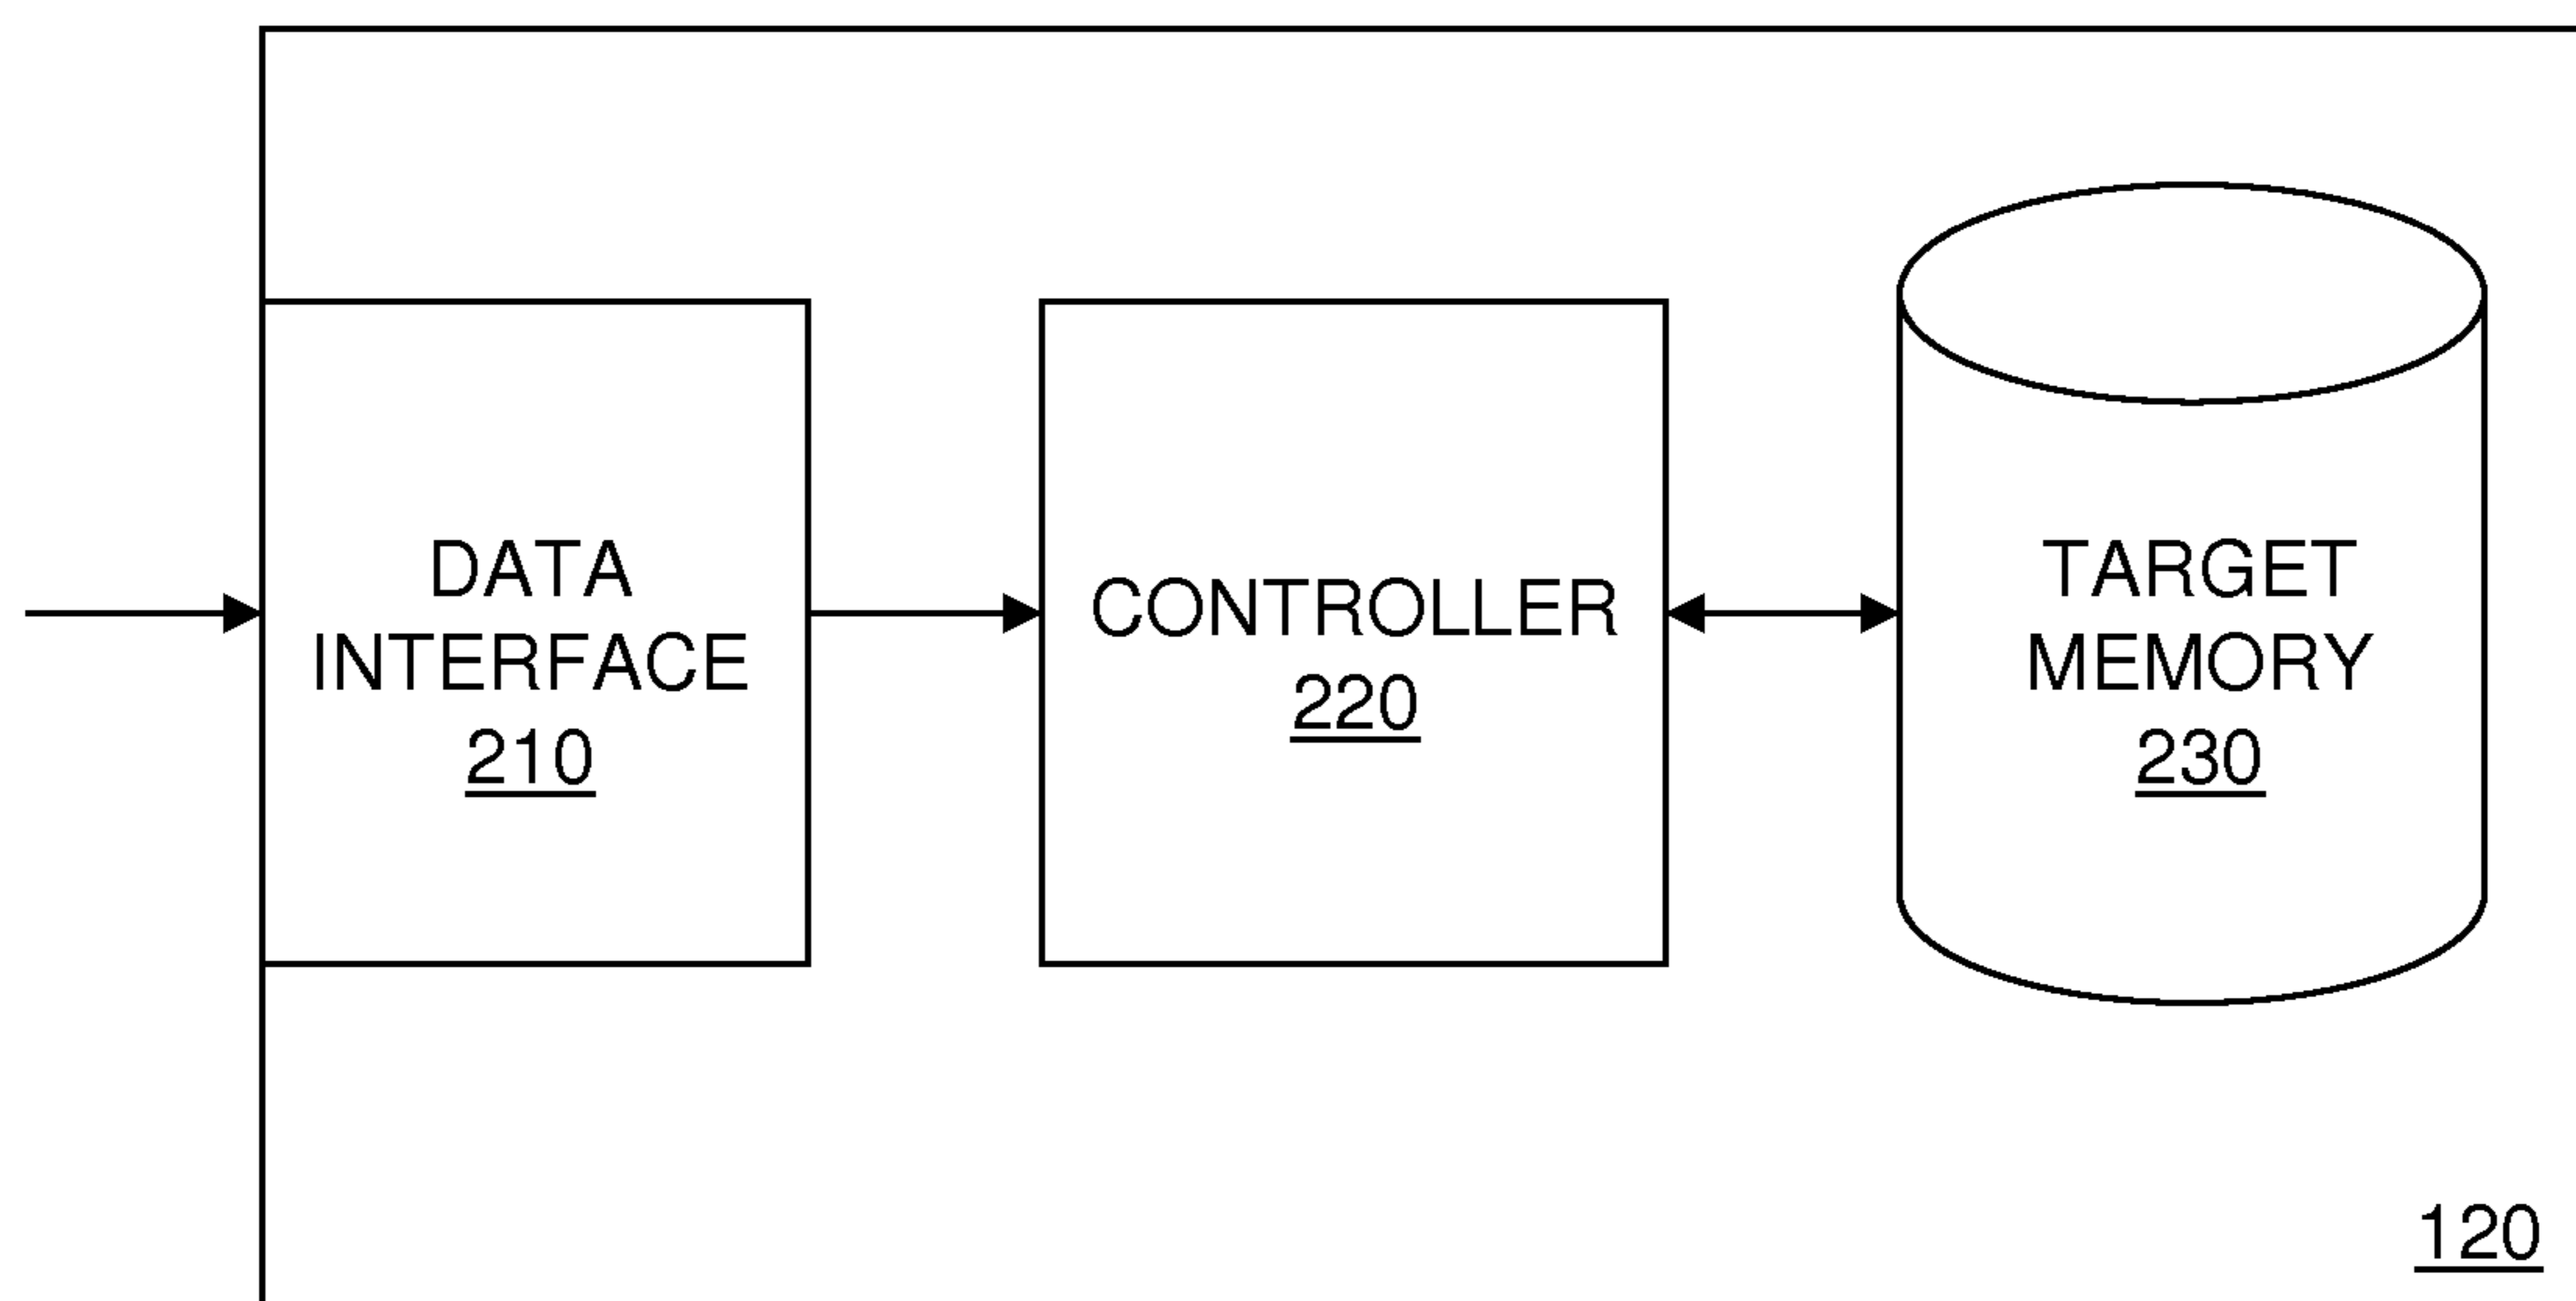 DATA
INTERFACE
210
CONTROLLER
220
TARGET
MEMORY
230
120